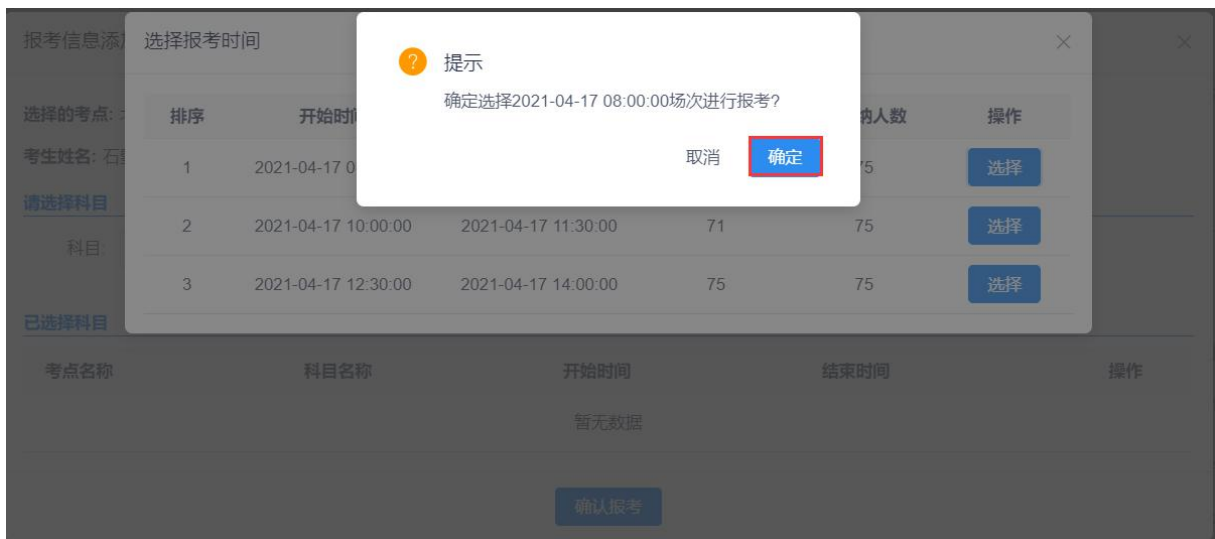 报考信息添
选择报考时间
提示
确定选择2021-04-17 08:00:00场次进行报考?
取消 确定
选择的考点:
考生姓名: 石
请选择科目
科目:
排序 开始时 纳人数 操作
1 2021-04-17 0 75 选择
2 2021-04-17 10:00:00 2021-04-17 11:30:00 71 75 选择
3 2021-04-17 12:30:00 2021-04-17 14:00:00 75 75 选择
已选择科目
考点名称 科目名称 开始时间 结束时间 操作
暂无数据
确认报考